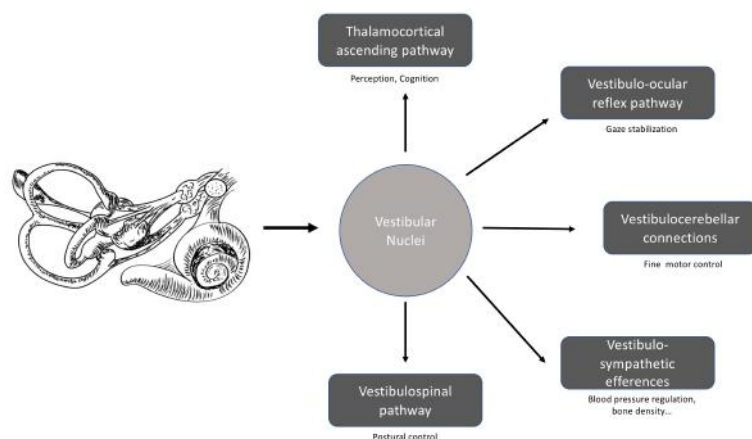 Thalamocortical
ascending pathway
Perception, Cognition
Vestibulo-ocular
reflex pathway
Gaze stabilization
Vestibular
Nuclei
Vestibulocerebellar
connections
Fine motor control
Vestibulo-
sympathetic
efferences
Blood pressure regulation,
bone density...
Vestibulospinal
pathway
Postural control